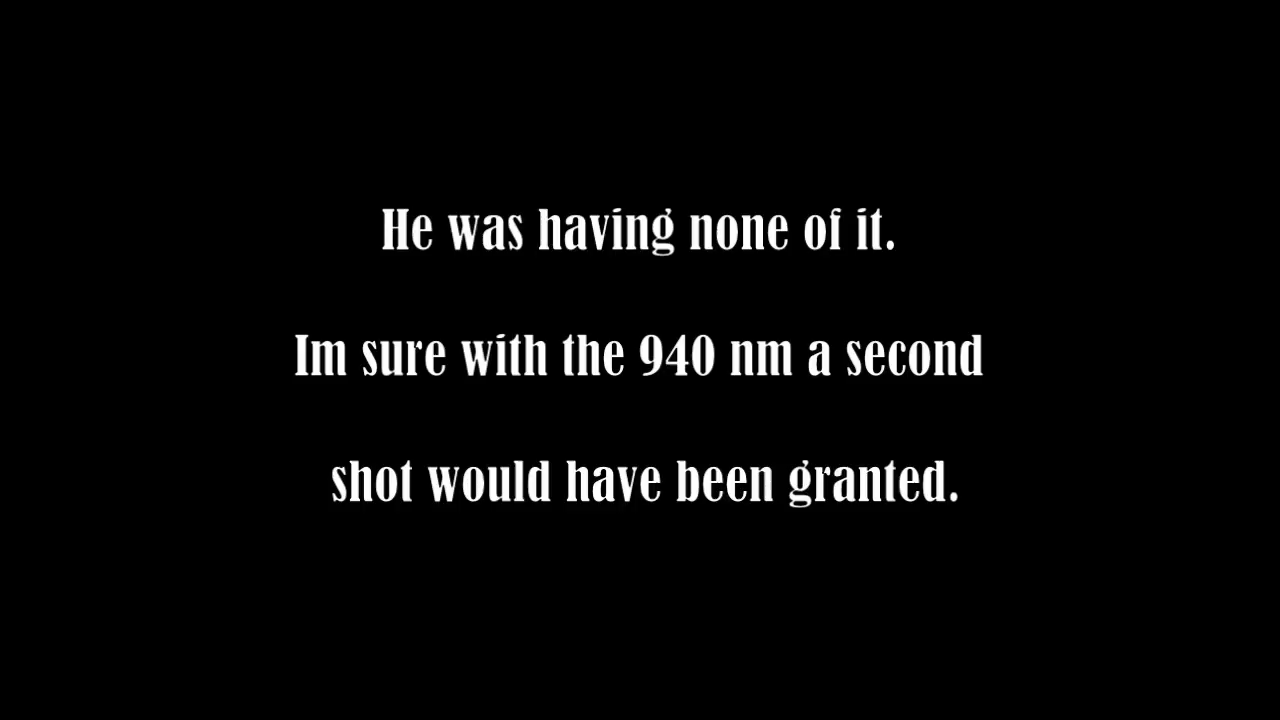 He was having none of it.
Im sure with the 940 nm a second
shot would have been granted.